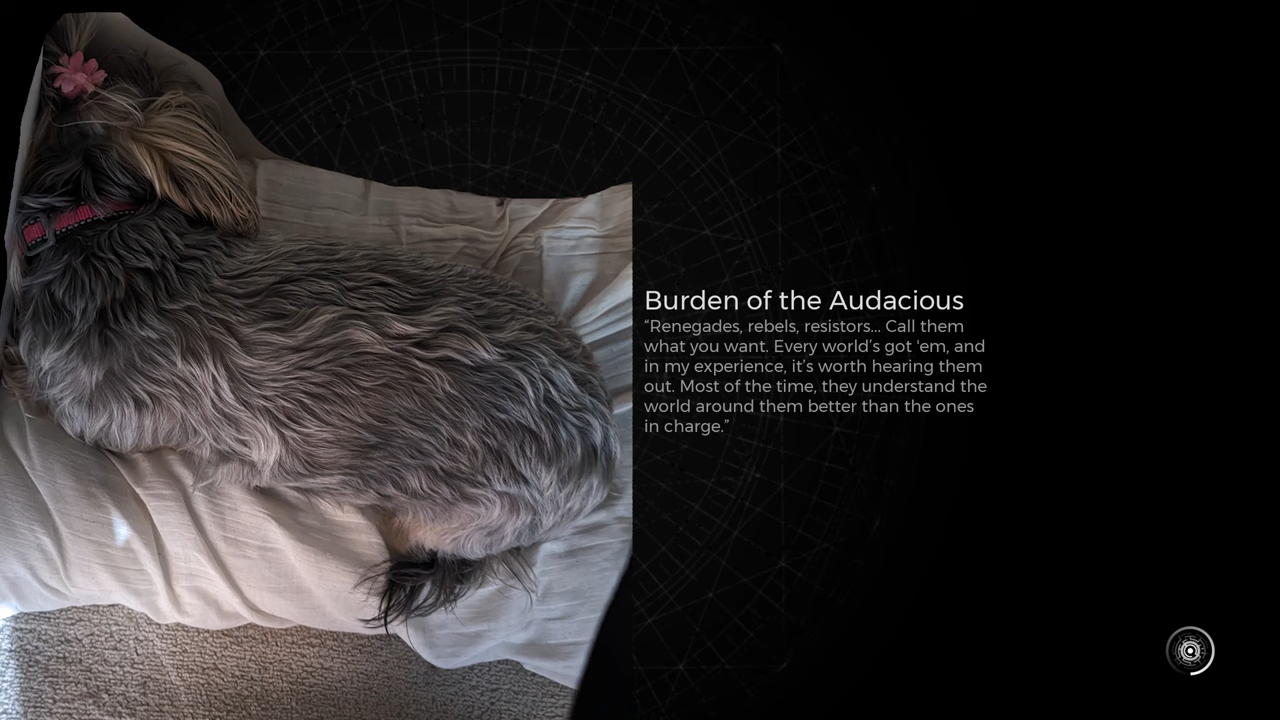 Burden of the Audacious
“Renegades, rebels, resistors... Call them
what you want. Every world’s got 'em, and
in my experience, it’s worth hearing them
out. Most of the time, they understand the
world around them better than the ones
in charge.”